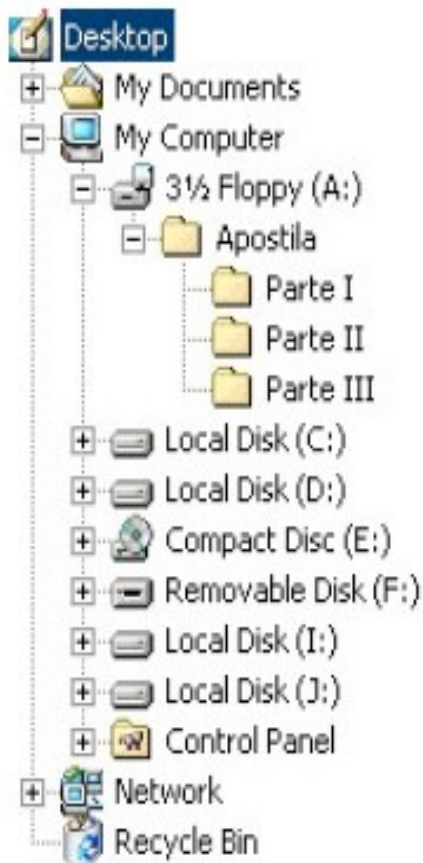 Desktop
My Documents
My Computer
3½ Floppy (A:)
Apostila
Parte I
Parte II
Parte III
Local Disk (C:)
Local Disk (D:)
Compact Disc (E:)
Removable Disk (F:)
Local Disk (I:)
Local Disk (J:)
Control Panel
Network
Recycle Bin